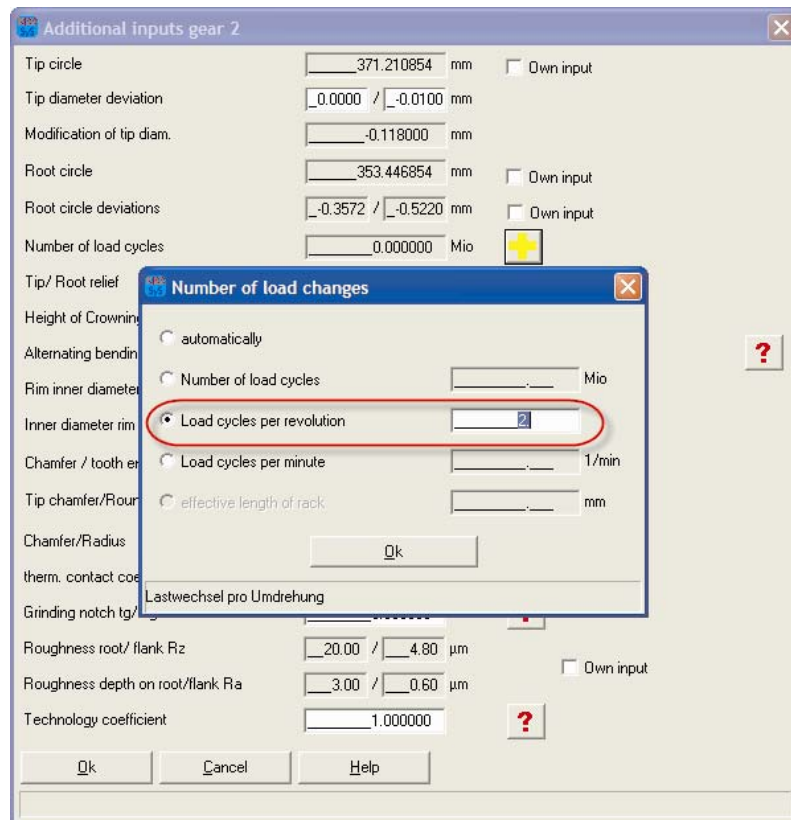 Additional inputs gear 2
Tip circle 371.210854 mm Own input
Tip diameter deviation 0.0000 / -0.0100 mm
Modification of tip diam. -0.118000 mm
Root circle 353.446854 mm Own input
Root circle deviations -0.3572 / -0.5220 mm Own input
Number of load cycles 0.000000 Mio
Tip/ Root relief
Number of load changes
Height of Crowning
automatically
Alternating bendin
?
Number of load cycles . Mio
Rim inner diameter
Load cycles per revolution 2
Inner diameter rim
Load cycles per minute . 1/min
Chamfer / tooth er
effective length of rack . mm
Tip chamfer/Rour
Chamfer/Radius
Ok
therm. contact coe
Lastwechsel pro Umdrehung
Grinding notch tg/
Roughness root/ flank Rz 20.00 / 4.80 µm
Own input
Roughness depth on root/flank Ra 3.00 / 0.60 µm
Technology coefficient 1.000000 ?
Ok Cancel Help